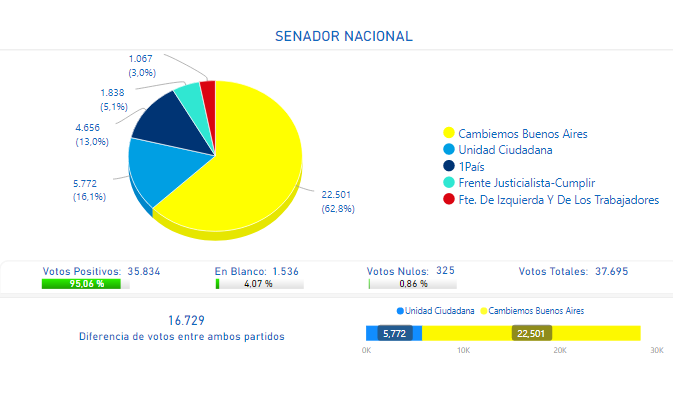 SENADOR NACIONAL
1.067
(3,0%)
1.838
(5,1%)
4.656
(13,0%)
5.772
(16,1%)
22.501
(62,8%)
Cambiemos Buenos Aires
Unidad Ciudadana
1País
Frente Justicialista-Cumplir
Fte. De Izquierda Y De Los Trabajadores
Votos Positivos: 35.834
95,06 %
En Blanco: 1.536
4,07 %
Votos Nulos: 325
0,86 %
Votos Totales: 37.695
16.729
Diferencia de votos entre ambos partidos
Unidad Ciudadana Cambiemos Buenos Aires
5,772 22,501
0K 10K 20K 30K